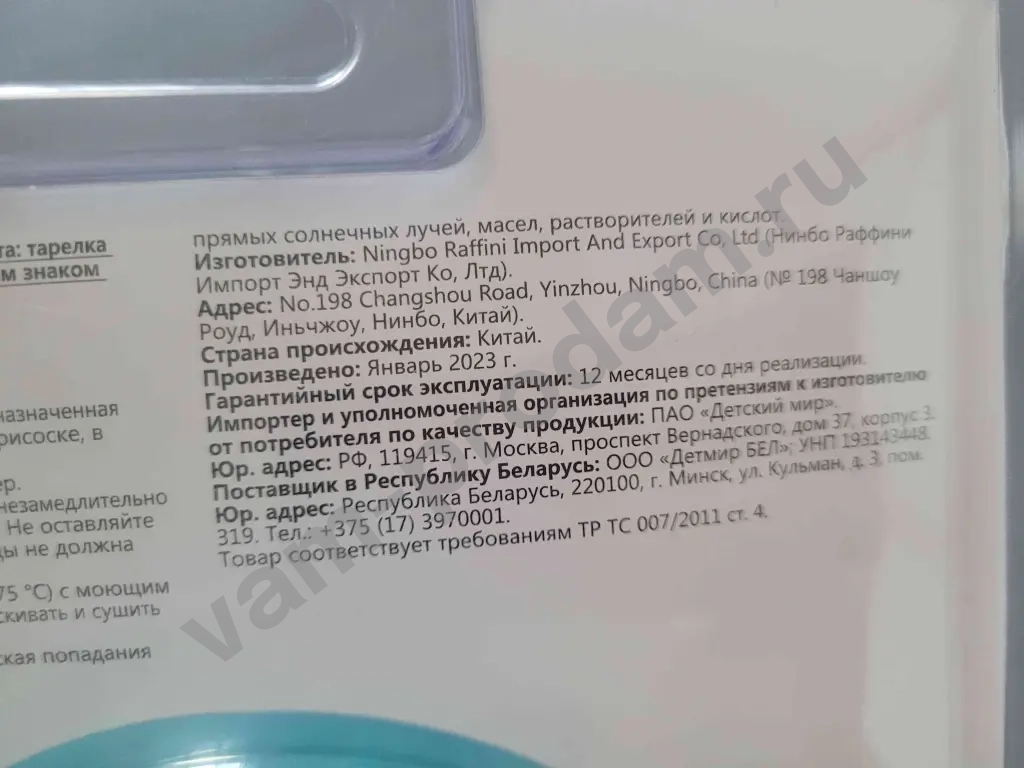 та: тарелка
м знаком
назначенная
рисоске, в
ер.
незамедлительно
Не оставляйте
ды не должна
75 °C) с моющим
скивать и сушить
ская попадания
прямых солнечных лучей, масел, растворителей и кислот.
Изготовитель: Ningbo Raffini Import And Export Co, Ltd (Нинбо Раффини
Импорт Энд Экспорт Ко, Лтд).
Адрес: No.198 Changshou Road, Yinzhou, Ningbo, China (№ 198 Чаншоу
Роуд, Иньчжоу, Нинбо, Китай).
Страна происхождения: Китай.
Произведено: Январь 2023 г.
Гарантийный срок эксплуатации: 12 месяцев со дня реализации.
Импортер и уполномоченная организация по претензиям к изготовителю
от потребителя по качеству продукции: ПАО «Детский мир».
Юр. адрес: РФ, 119415, г. Москва, проспект Вернадского, дом 37, корпус 3.
Поставщик в Республику Беларусь: ООО «Детмир БЕЛ»; УНП 193143448.
Юр. адрес: Республика Беларусь, 220100, г. Минск, ул. Кульман, д. 3, пом.
319. Тел.: +375 (17) 3970001.
Товар соответствует требованиям ТР ТС 007/2011 ст. 4.